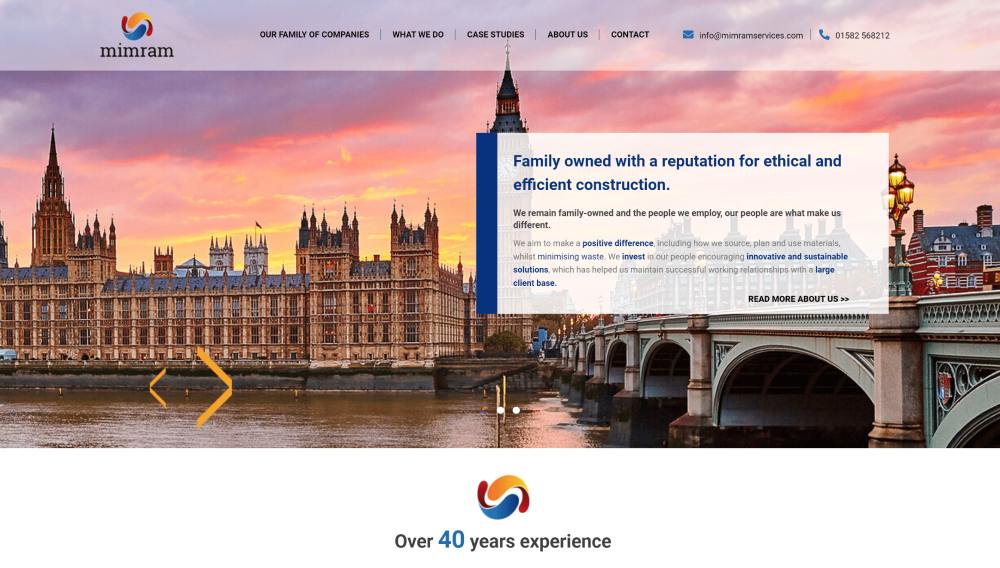 mimram
OUR FAMILY OF COMPANIES
WHAT WE DO
CASE STUDIES
ABOUT US
CONTACT
info@mimramservices.com
01582 568212
Family owned with a reputation for ethical and
efficient construction.
We remain family-owned and the people we employ, our people are what make us
different.
We aim to make a positive difference, including how we source, plan and use materials,
whilst minimising waste. We invest in our people encouraging innovative and sustainable
solutions, which has helped us maintain successful working relationships with a large
client base.
READ MORE ABOUT US >>
Over 40 years experience